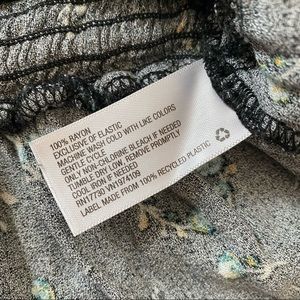 100% RAYON
EXCLUSIVE OF ELASTIC
MACHINE WASH COLD WITH LIKE COLORS
GENTLE CYCLE
ONLY NON-CHLORINE BLEACH IF NEEDED
TUMBLE DRY LOW, REMOVE PROMPTLY
COOL IRON IF NEEDED
RN17730 VN1974109
LABEL MADE FROM 100% RECYCLED PLASTIC